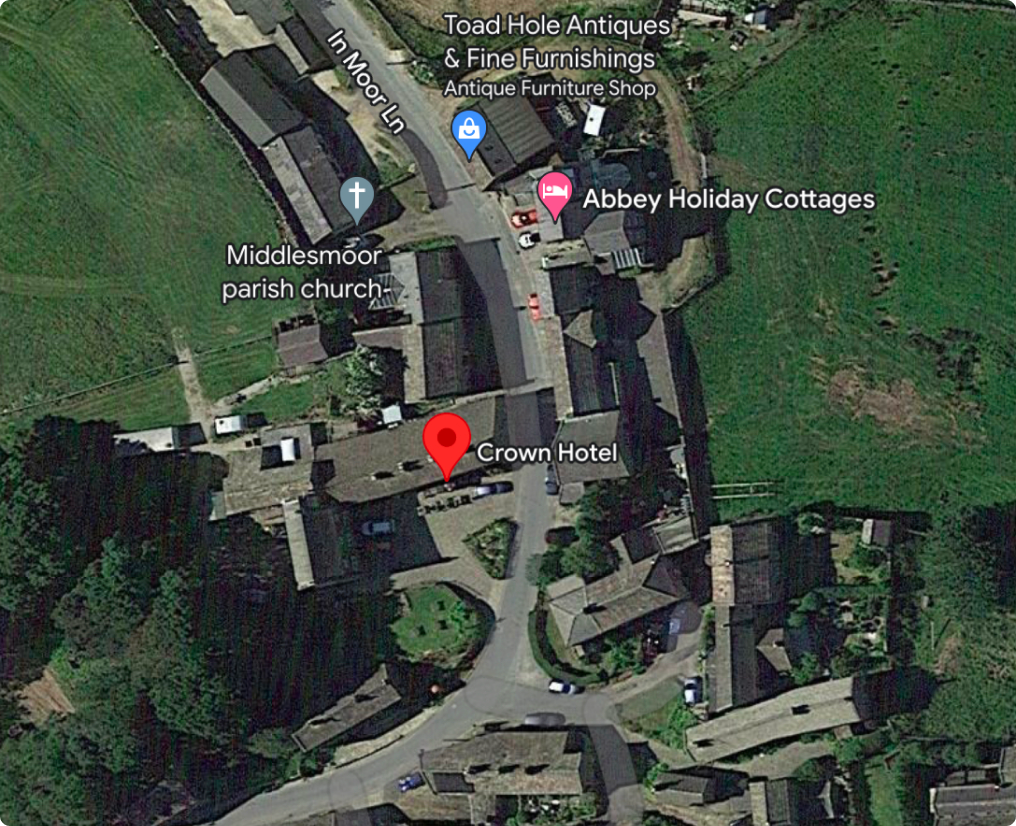 Toad Hole Antiques
& Fine Furnishings
Antique Furniture Shop
In Moor Ln
Abbey Holiday Cottages
Middlesmoor
parish church-
Crown Hotel